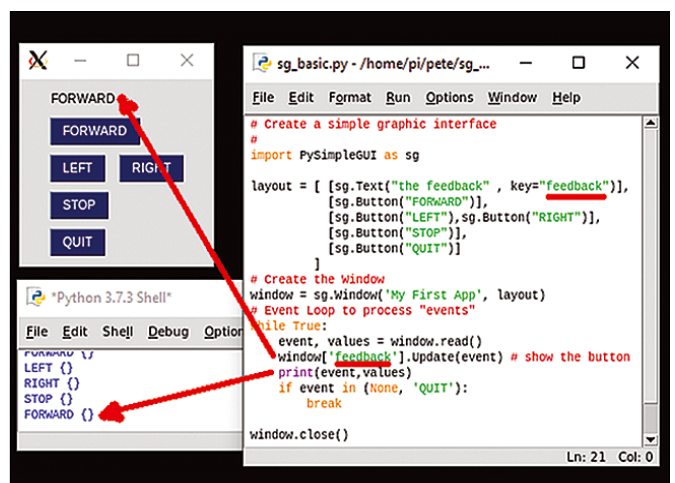 FORWARD
FORWARD
LEFT RIGHT
STOP
QUIT
*Python 3.7.3 Shell*
File Edit Shell Debug Option
FORWARD {}
LEFT {}
RIGHT {}
STOP {}
FORWARD {}
sg_basic.py - /home/pi/pete/sg_...
File Edit Format Run Options Window Help
# Create a simple graphic interface
#
import PySimpleGUI as sg
layout = [ [sg.Text("the feedback" , key="feedback")],
[sg.Button("FORWARD")],
[sg.Button("LEFT"),sg.Button("RIGHT")],
[sg.Button("STOP")],
[sg.Button("QUIT")]
]
# Create the Window
window = sg.Window('My First App', layout)
# Event Loop to process "events"
while True:
event, values = window.read()
window['feedback'].Update(event) # show the button
print(event,values)
if event in (None, 'QUIT'):
break
window.close()
Ln: 21 Col: 0